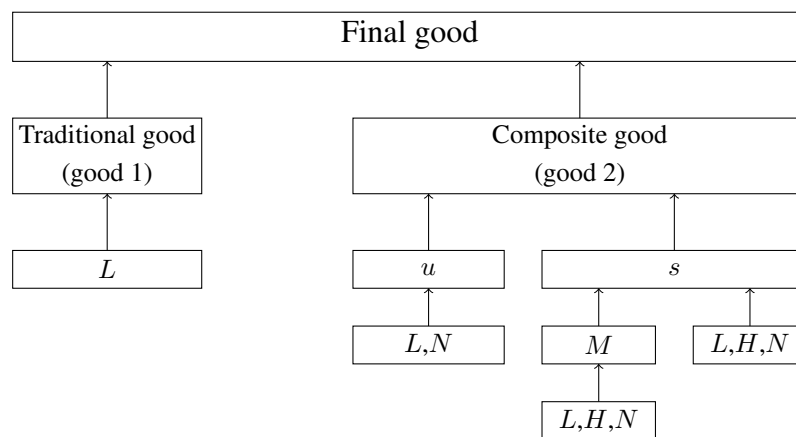 Final good
Traditional good
(good 1)
Composite good
(good 2)
L
u
s
L,N
M
L,H,N
L,H,N